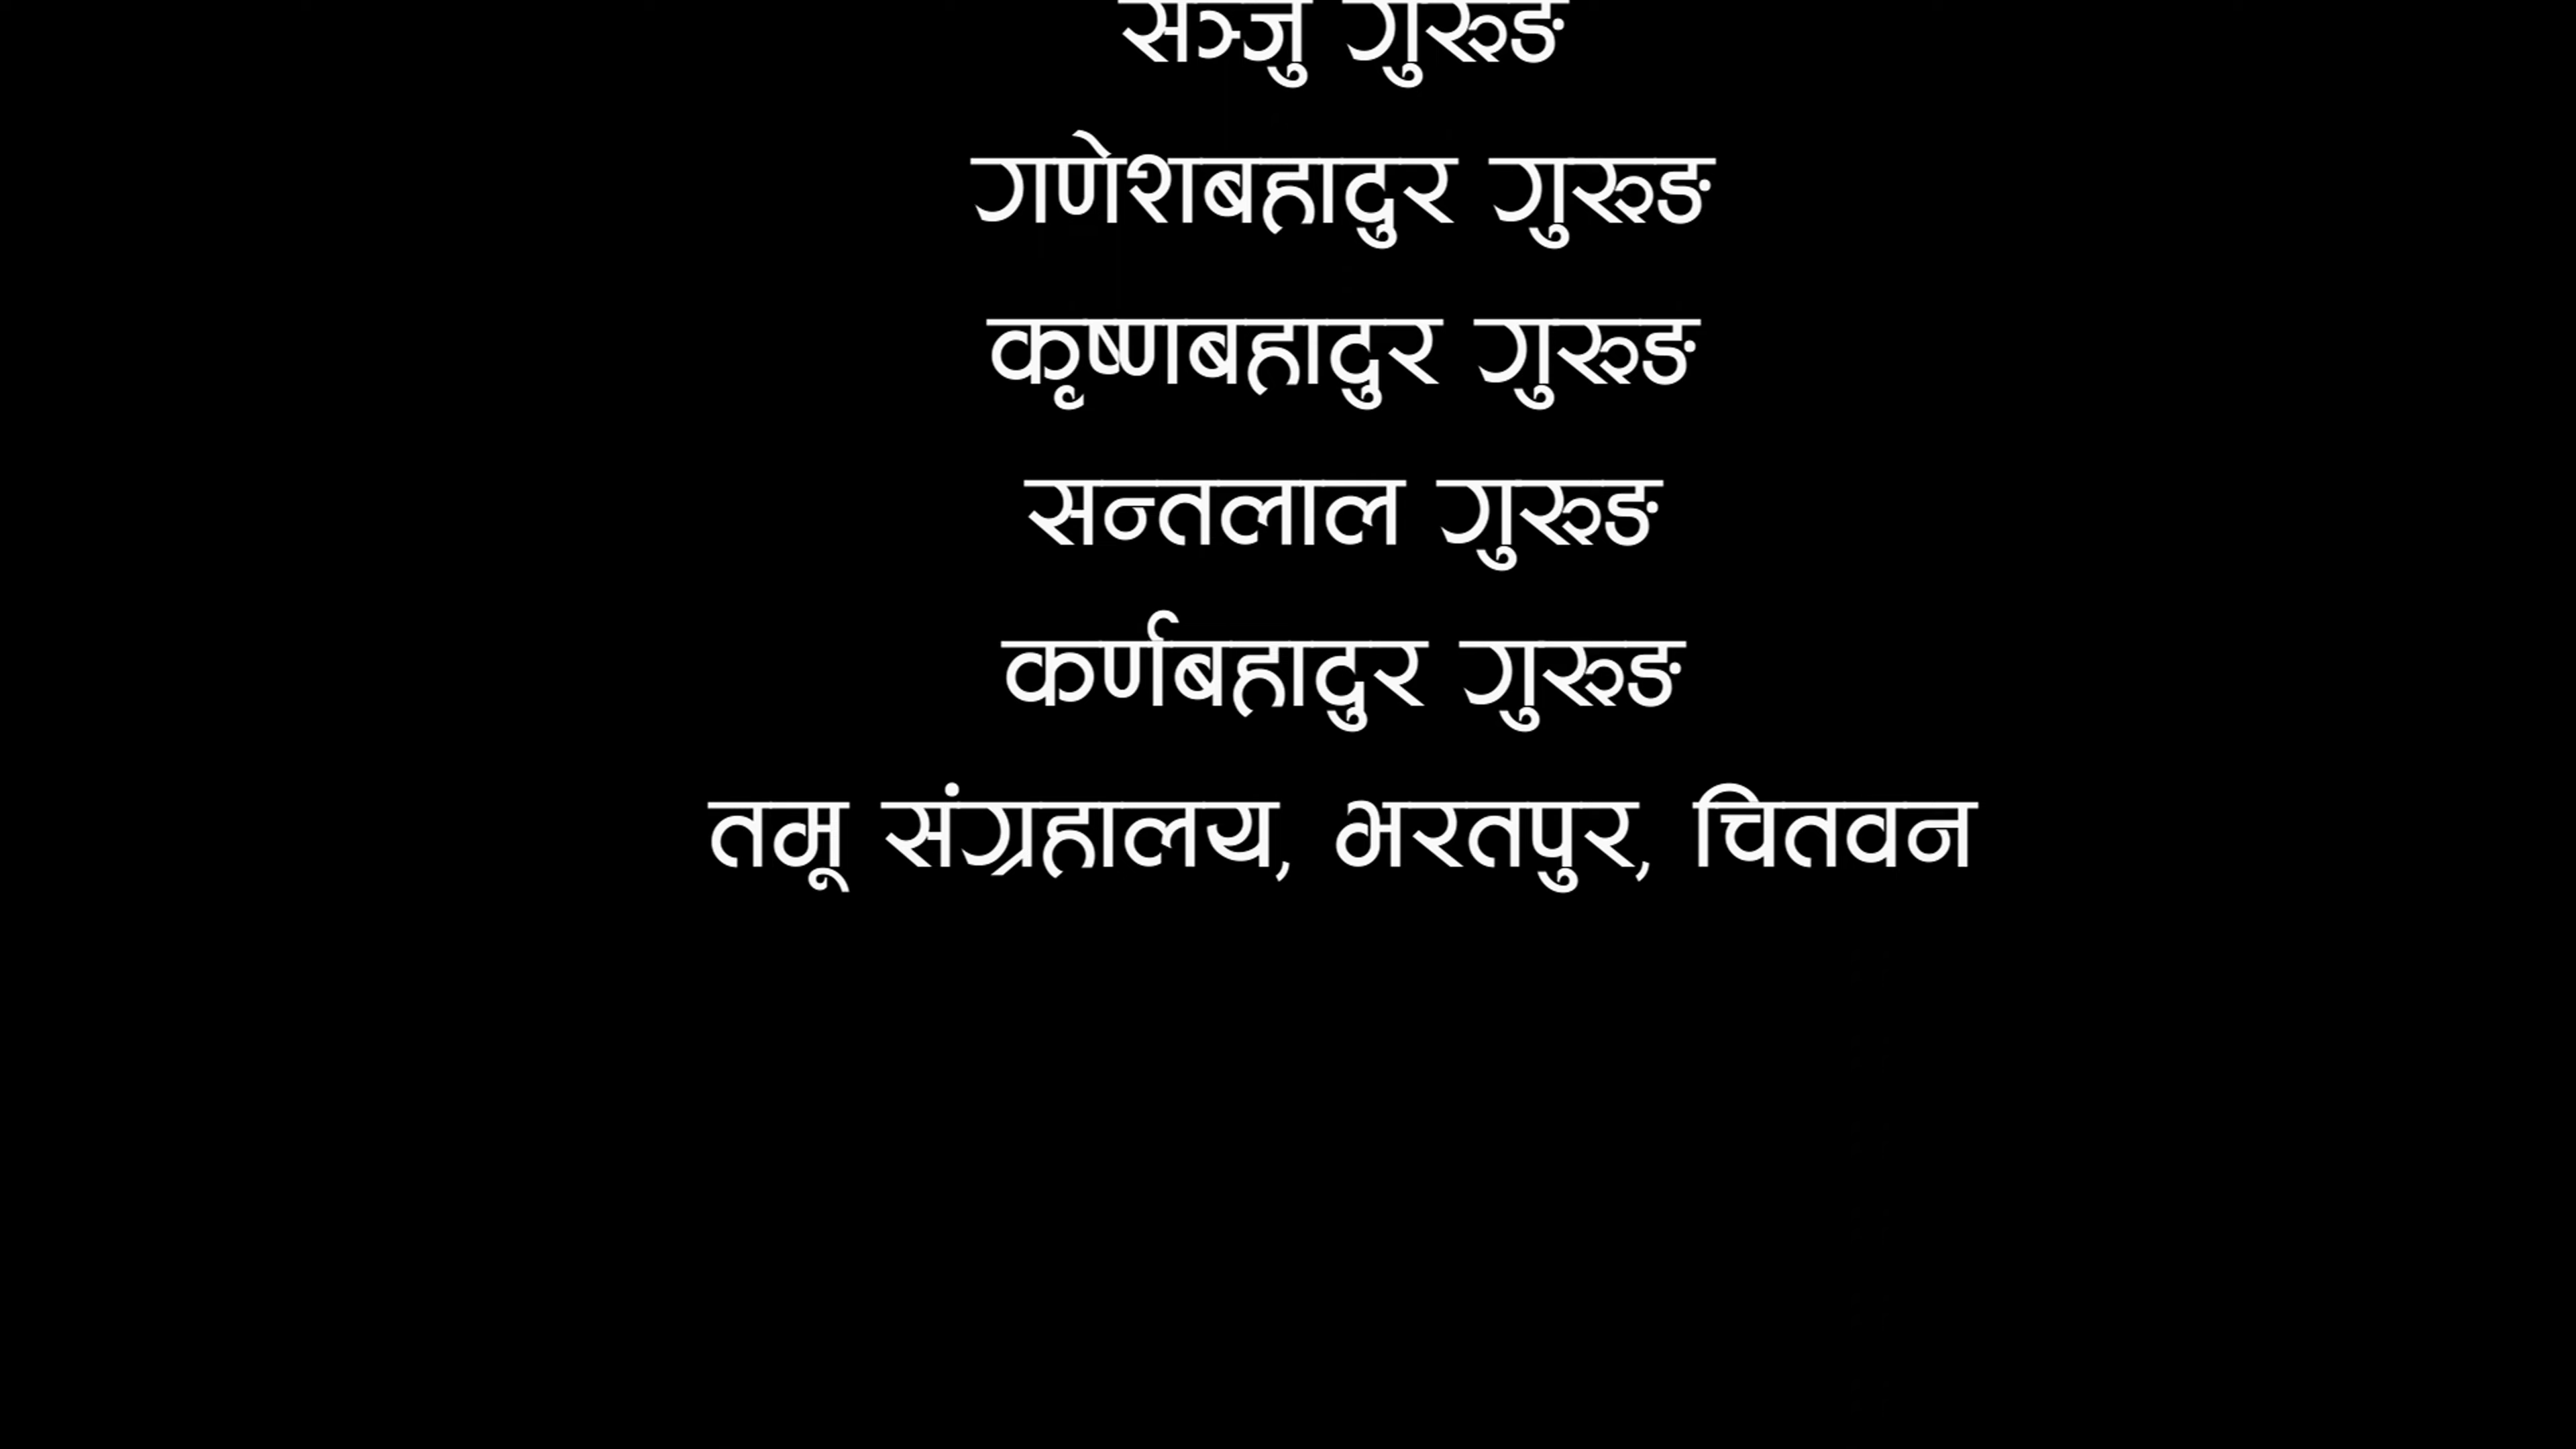 सञ्जु गुरुङ
गणेशबहादुर गुरुङ
कृष्णबहादुर गुरुङ
सन्तलाल गुरुङ
कर्णबहादुर गुरुङ
तमू संग्रहालय, भरतपुर, चितवन